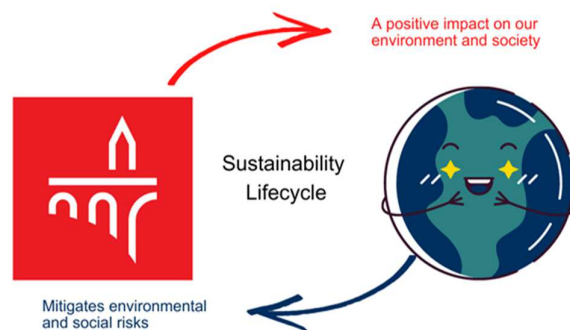 A positive impact on our
environment and society
Sustainability
Lifecycle
Mitigates environmental
and social risks